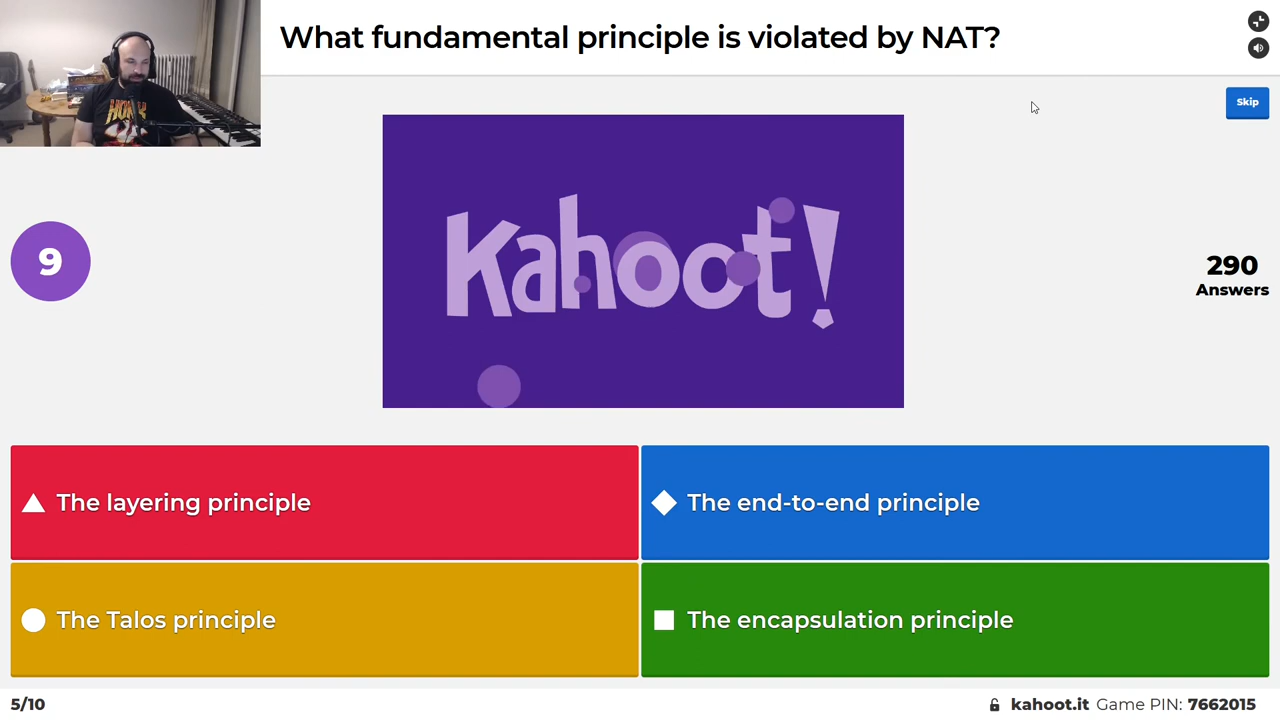 What fundamental principle is violated by NAT?
Skip
9
Kahoot!
290
Answers
The layering principle
The end-to-end principle
The Talos principle
The encapsulation principle
5/10
kahoot.it Game PIN: 7662015